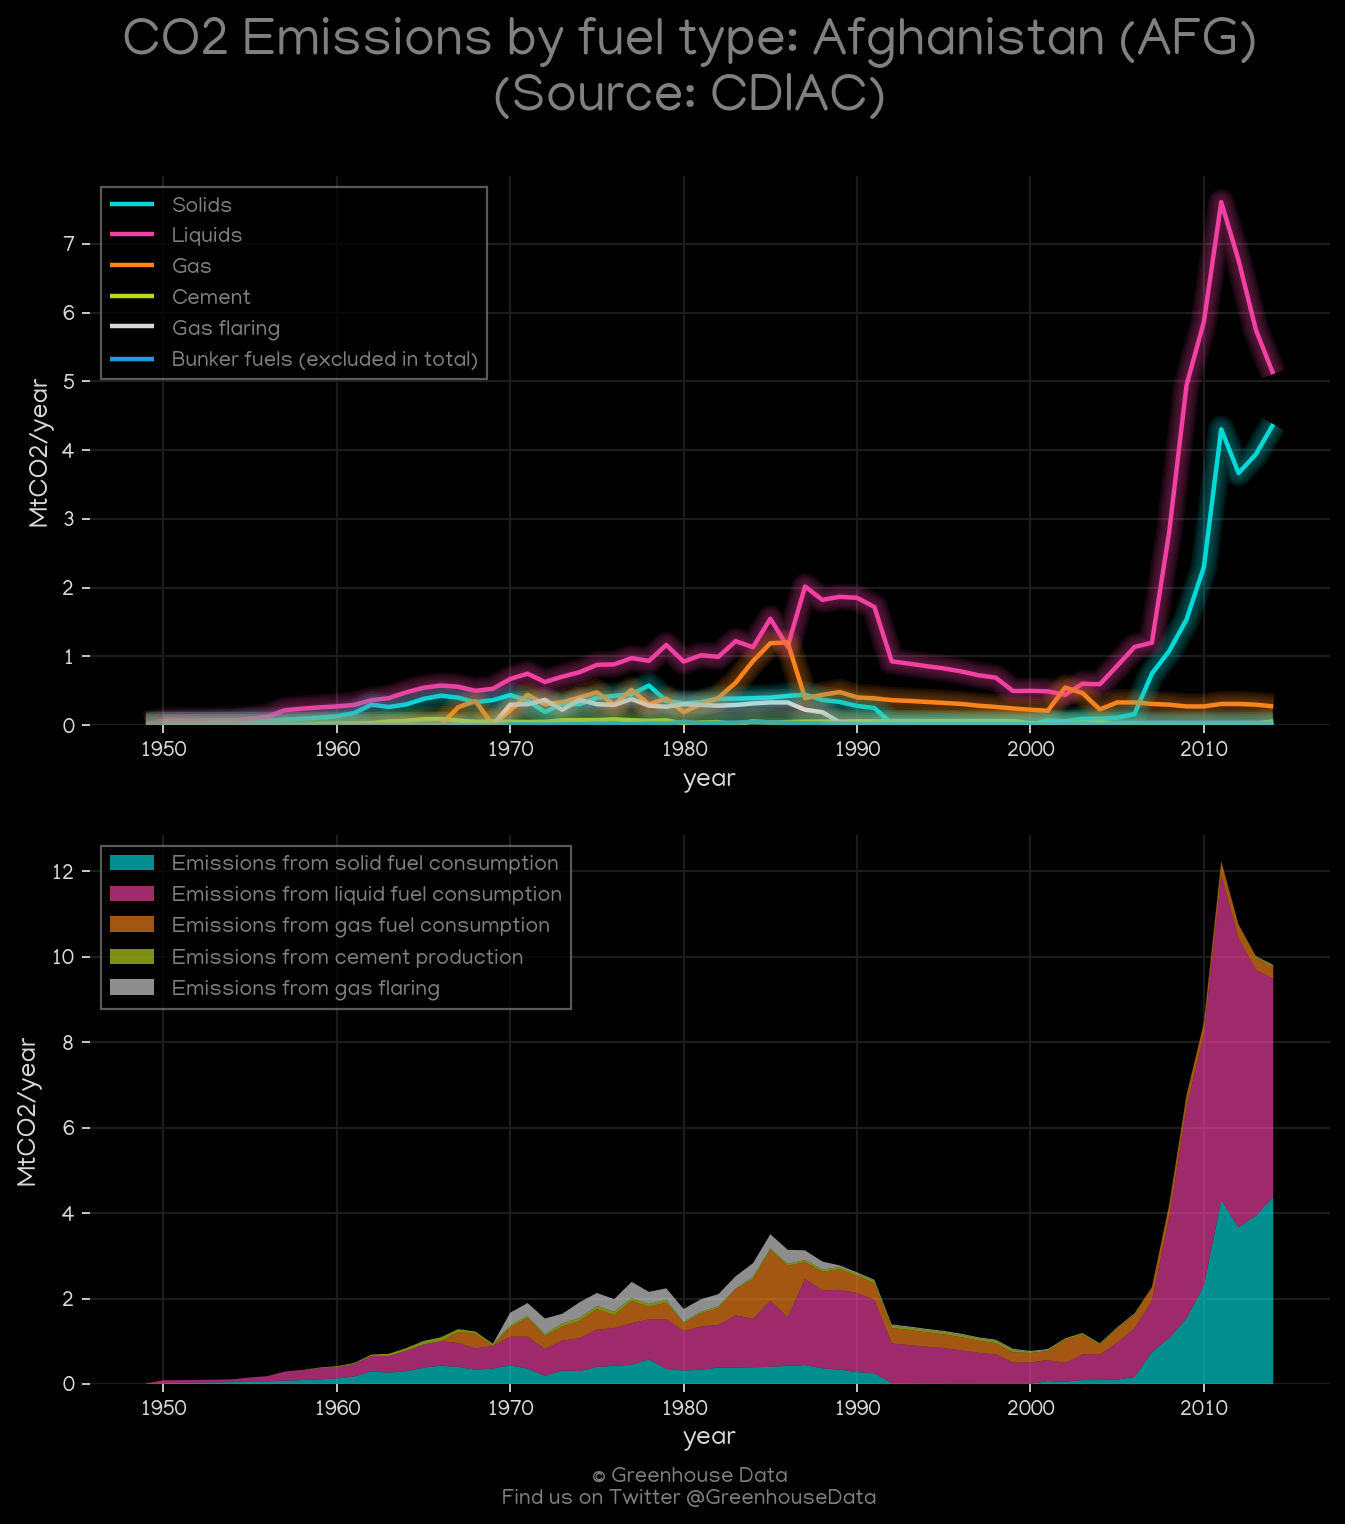 CO2 Emissions by fuel type: Afghanistan (AFG)
(Source: CDIAC)
Solids
Liquids
Gas
Cement
Gas flaring
Bunker fuels (excluded in total)
MtCO2/year
7
6
5
4
3
2
1
0
1950 1960 1970 1980 1990 2000 2010
year
Emissions from solid fuel consumption
Emissions from liquid fuel consumption
Emissions from gas fuel consumption
Emissions from cement production
Emissions from gas flaring
MtCO2/year
12
10
8
6
4
2
0
1950 1960 1970 1980 1990 2000 2010
year
© Greenhouse Data
Find us on Twitter @GreenhouseData